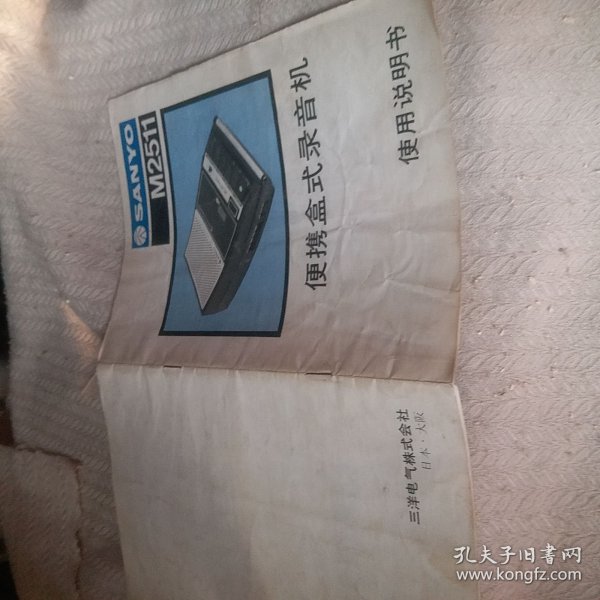 SANYO
M2511
便携盒式录音机
使用说明书
三洋电气株式会社
日本·大阪
孔夫子旧书网
www.kongfz.com